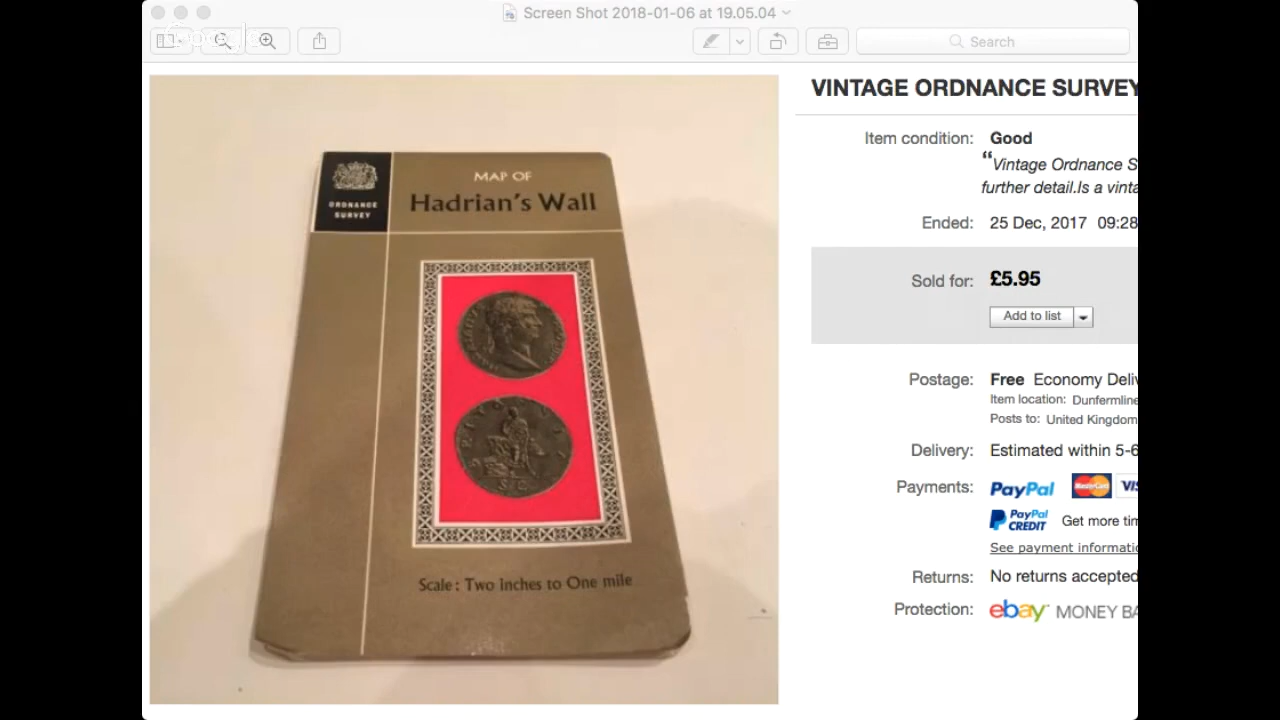 Screen Shot 2018-01-06 at 19.05.04
Google
Search
ORDNANCE
SURVEY
MAP OF
Hadrian's Wall
S C
Scale: Two Inches to One mile
VINTAGE ORDNANCE SURVEY
Item condition: Good
“Vintage Ordnance S
further detail.Is a vinta
Ended: 25 Dec, 2017 09:28
Sold for: £5.95
Add to list
Postage: Free Economy Deliv
Item location: Dunfermline
Posts to: United Kingdom
Delivery: Estimated within 5-6
Payments: PayPal MasterCard VIS
PayPal CREDIT Get more tim
See payment informatio
Returns: No returns accepted
Protection: ebay MONEY BA